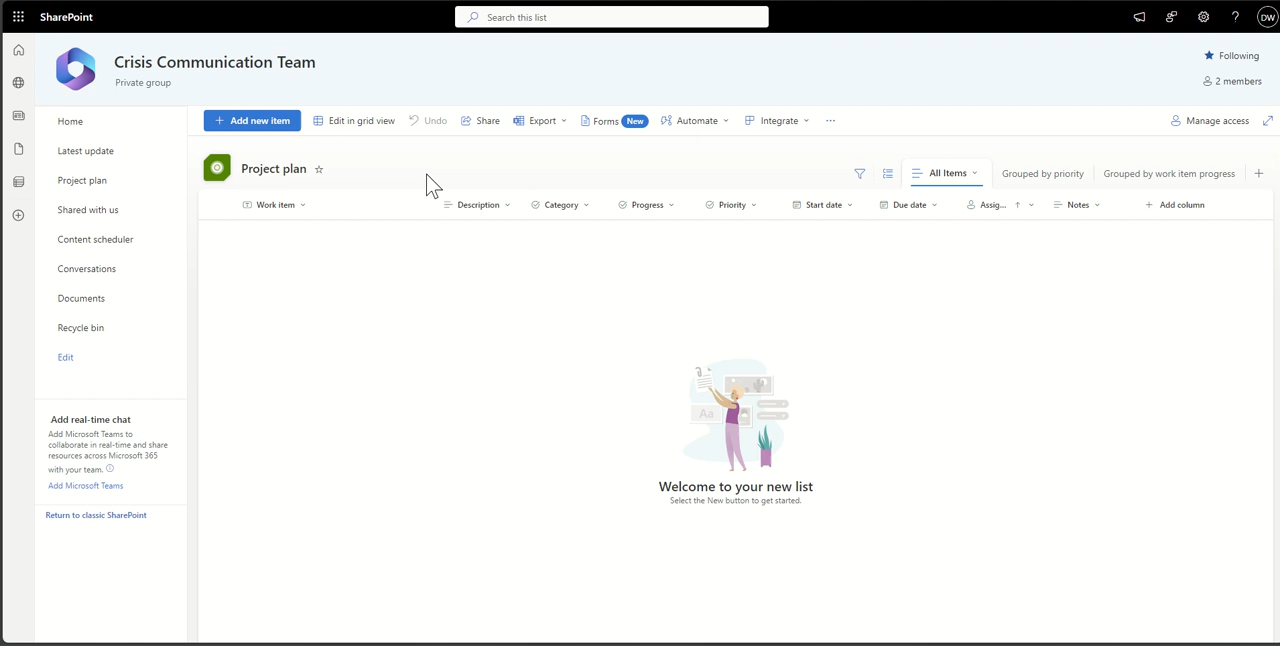 SharePoint
Search this list
?
DW
Crisis Communication Team
Private group
Following
2 members
Home
Latest update
Project plan
Shared with us
Content scheduler
Conversations
Documents
Recycle bin
Edit
Add real-time chat
Add Microsoft Teams to
collaborate in real-time and share
resources across Microsoft 365
with your team.
Add Microsoft Teams
Return to classic SharePoint
+ Add new item
Edit in grid view
Undo
Share
Export
Forms New
Automate
Integrate
...
Manage access
Project plan
All Items
Grouped by priority
Grouped by work item progress
+
Work item
Description
Category
Progress
Priority
Start date
Due date
Assig...
Notes
+ Add column
Aa
Welcome to your new list
Select the New button to get started.